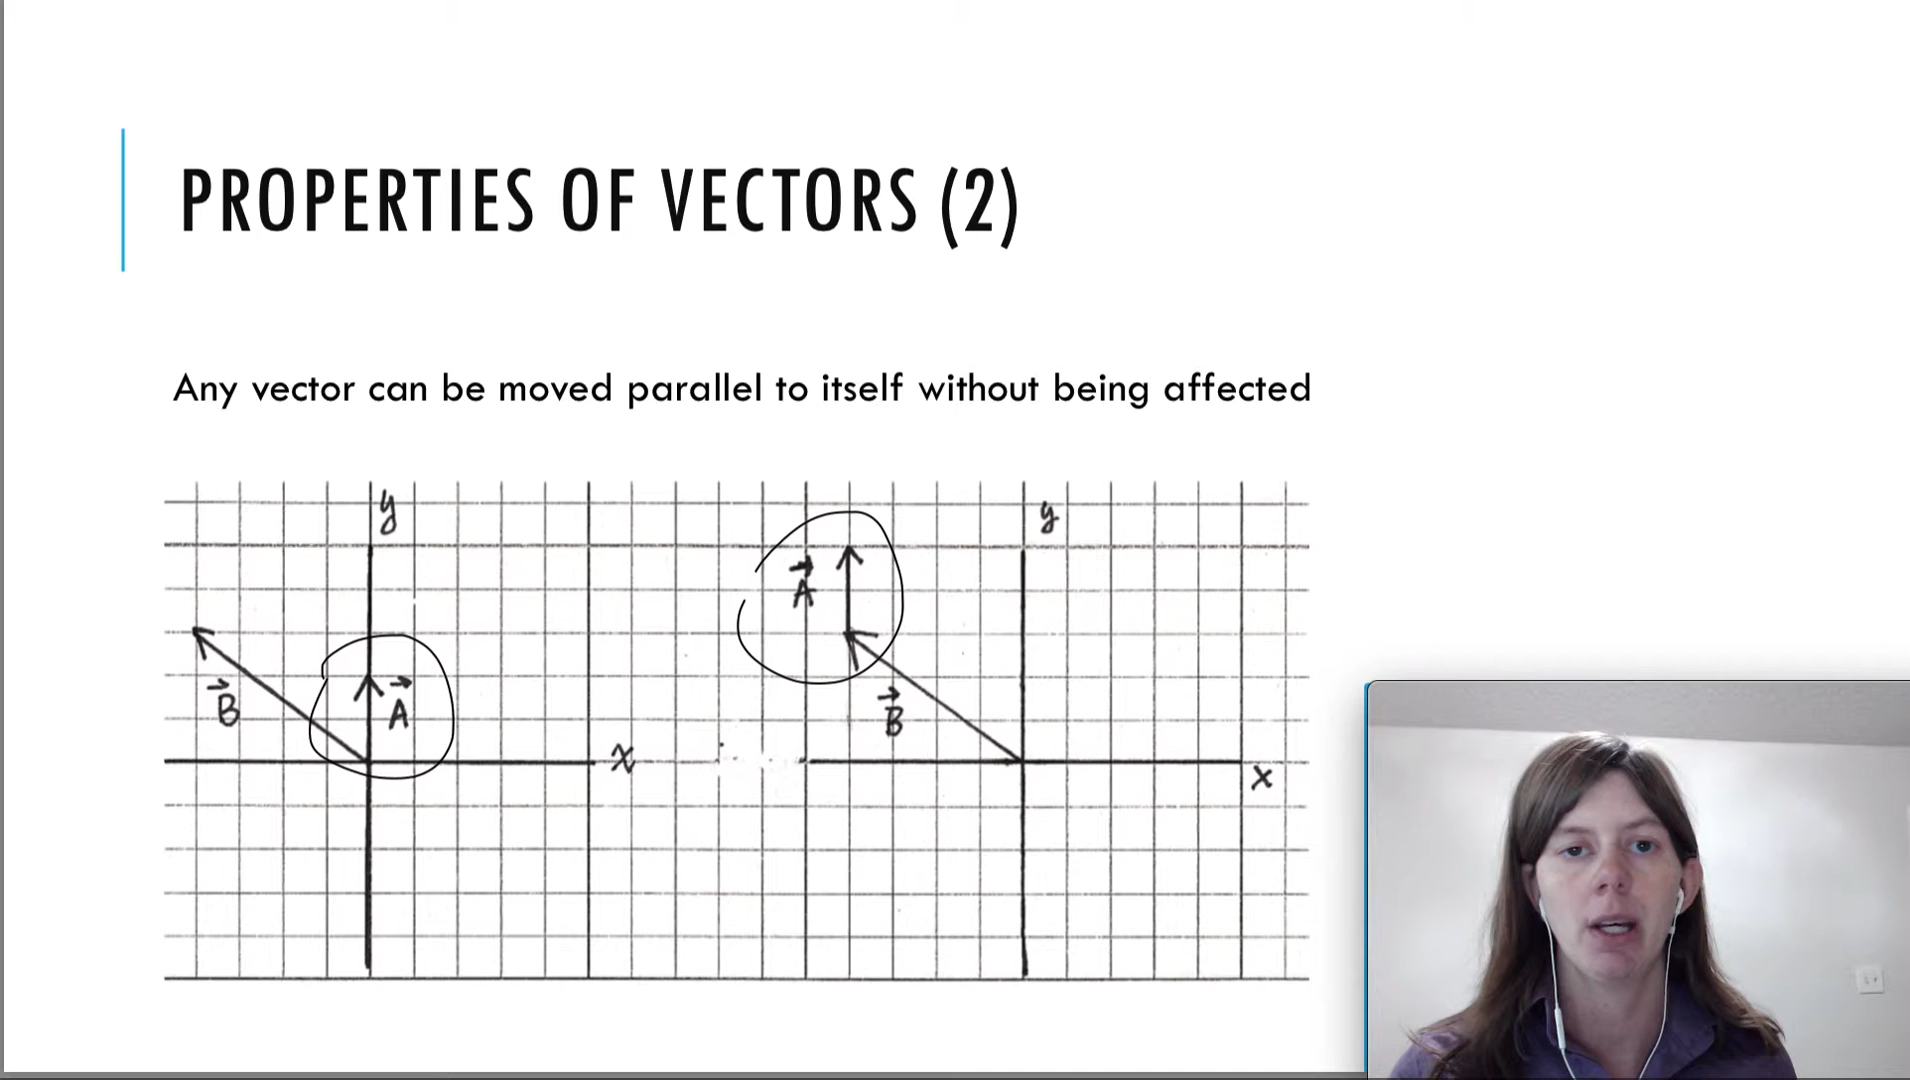 PROPERTIES OF VECTORS (2)
Any vector can be moved parallel to itself without being affected
y
A
B
x
y
A
B
x